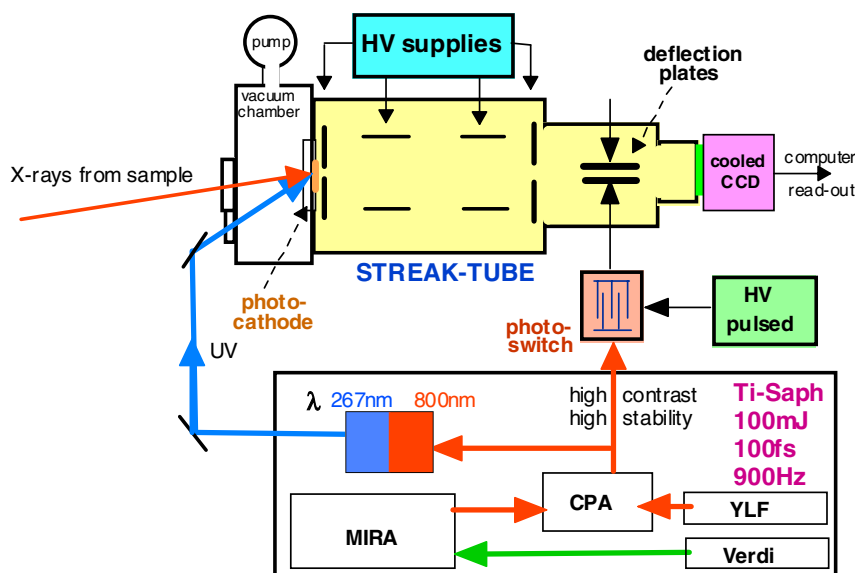 pump
HV supplies
deflection
plates
vacuum
chamber
X-rays from sample
cooled
CCD
computer
read-out
STREAK-TUBE
photo-
cathode
UV
photo-
switch
HV
pulsed
λ 267nm 800nm
high contrast
high stability
Ti-Saph
100mJ
100fs
900Hz
MIRA
CPA
YLF
Verdi